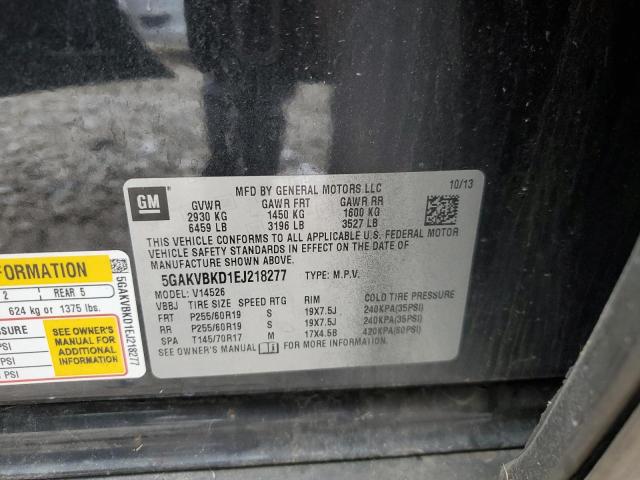 GM
MFD BY GENERAL MOTORS LLC
10/13
GVWR GAWR FRT GAWR RR
2930 KG 1450 KG 1600 KG
6459 LB 3196 LB 3527 LB
THIS VEHICLE CONFORMS TO ALL APPLICABLE U.S. FEDERAL MOTOR
VEHICLE SAFETY STANDARDS IN EFFECT ON THE DATE OF
MANUFACTURE SHOWN ABOVE.
5GAKVBKD1EJ218277 TYPE: M.P.V.
MODEL: V14526
VBBJ TIRE SIZE SPEED RTG RIM COLD TIRE PRESSURE
FRT P255/60R19 S 19X7.5J 240KPA(35PSI)
RR P255/60R19 S 19X7.5J 240KPA(35PSI)
SPA T145/70R17 M 17X4.5B 420KPA(60PSI)
SEE OWNER'S MANUAL FOR MORE INFORMATION.
FORMATION
2 REAR 5
624 kg or 1375 lbs.
SSURE
PSI
PSI
PSI
SEE OWNER'S
MANUAL FOR
ADDITIONAL
INFORMATION
5GAKVBKD1EJ218277